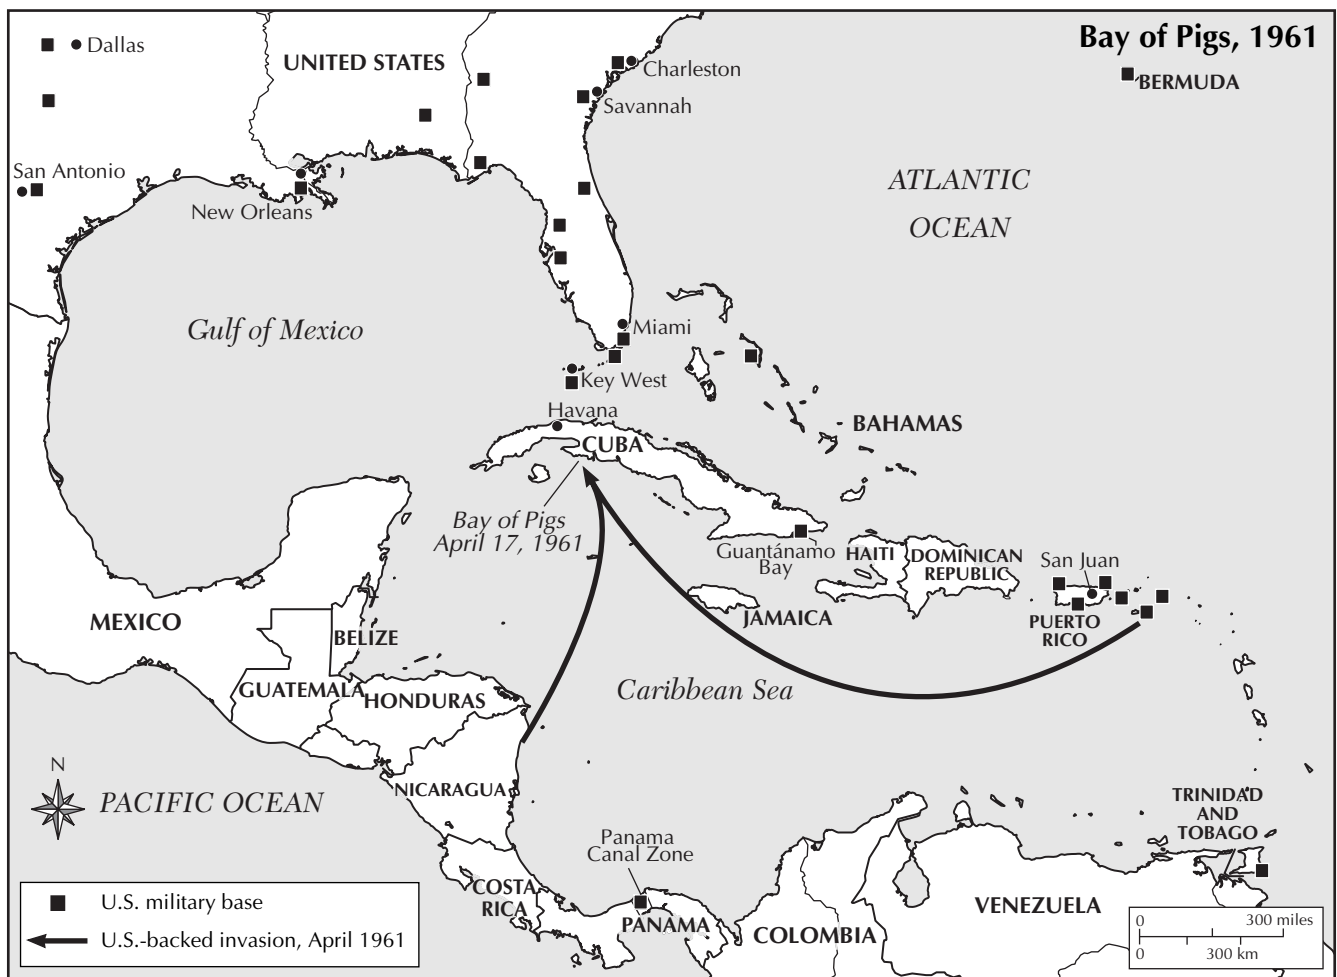 Bay of Pigs, 1961
Dallas
UNITED STATES
Charleston
BERMUDA
Savannah
San Antonio
ATLANTIC
OCEAN
New Orleans
Gulf of Mexico
Miami
Key West
Havana
BAHAMAS
CUBA
Bay of Pigs
April 17, 1961
Guantánamo
Bay
HAITI
DOMINICAN
REPUBLIC
San Juan
MEXICO
JAMAICA
PUERTO
RICO
BELIZE
GUATEMALA
HONDURAS
Caribbean Sea
N
PACIFIC OCEAN
NICARAGUA
TRINIDAD
AND
TOBAGO
Panama
Canal Zone
COSTA
RICA
PANAMA
COLOMBIA
VENEZUELA
U.S. military base
U.S.-backed invasion, April 1961
0 300 miles
0 300 km